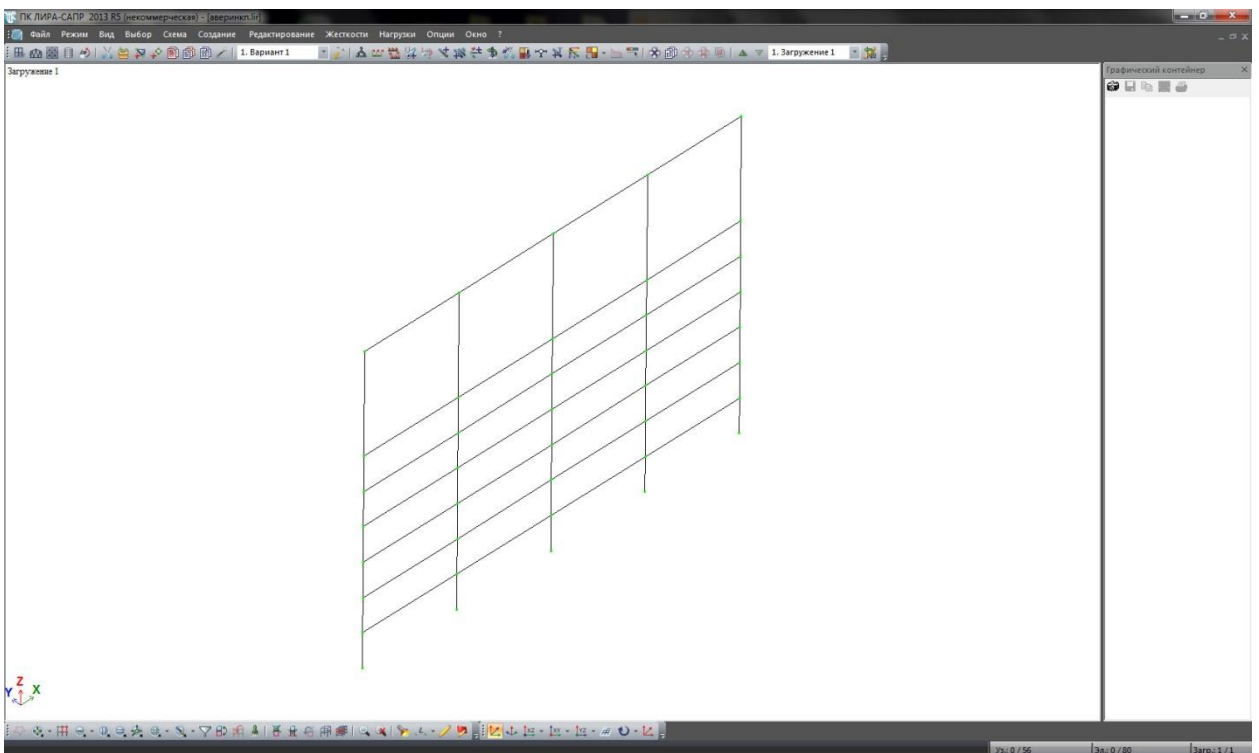 ПК ЛИРА-САПР 2013 R5 (некоммерческая) - [аверинкп.lir]
Файл Режим Вид Выбор Схема Создание Редактирование Жесткости Нагрузки Опции Окно ?
1. Вариант 1 1. Загружение 1
Загружение 1
Графический контейнер
Z
Y X
Уз.: 0 / 56 Эл.: 0 / 80 Загр.: 1 / 1